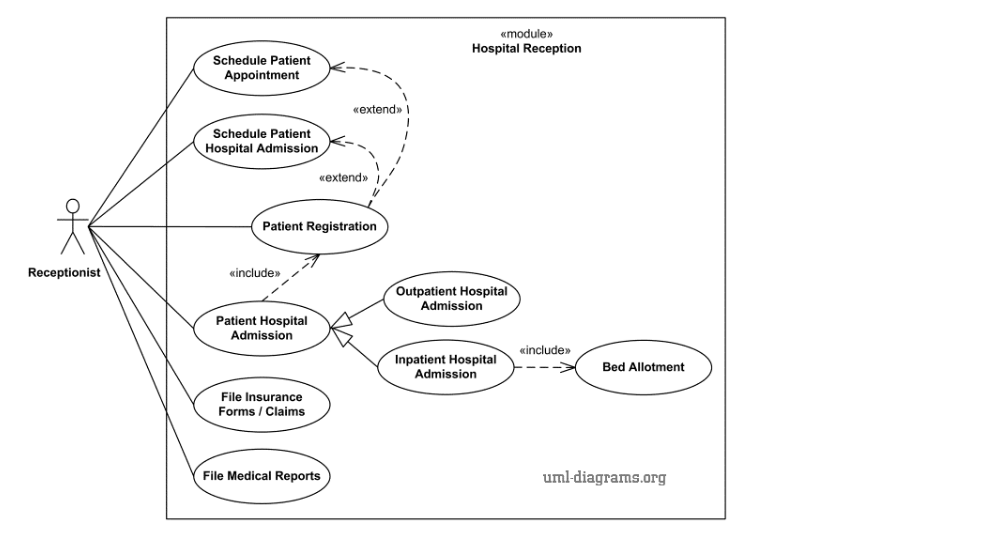 «module»
Hospital Reception
Schedule Patient
Appointment
«extend»
Schedule Patient
Hospital Admission
«extend»
Patient Registration
Receptionist
«include»
Outpatient Hospital
Admission
Patient Hospital
Admission
«include»
Inpatient Hospital
Admission
Bed Allotment
File Insurance
Forms / Claims
File Medical Reports
uml-diagrams.org